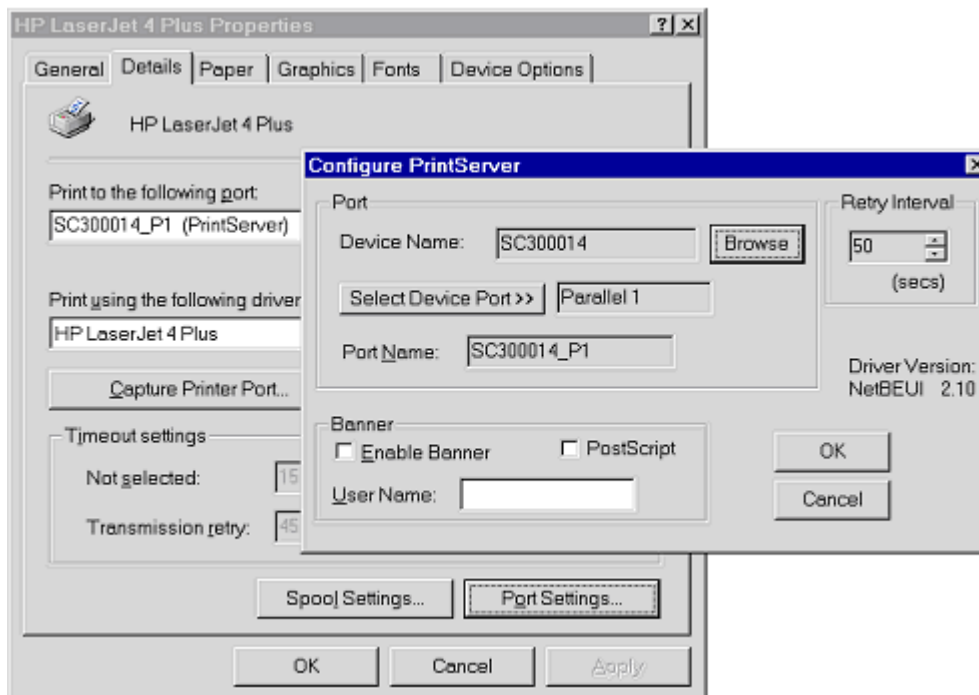 HP LaserJet 4 Plus Properties
General Details Paper Graphics Fonts Device Options
HP LaserJet 4 Plus
Print to the following port:
SC300014_P1 (PrintServer)
Print using the following driver
HP LaserJet 4 Plus
Capture Printer Port...
Timeout settings
Not selected: 15
Transmission retry: 45
Spool Settings... Port Settings...
OK Cancel Apply
Configure PrintServer
Port
Device Name: SC300014 Browse
Select Device Port >> Parallel 1
Port Name: SC300014_P1
Retry Interval
50
(secs)
Driver Version:
NetBEUI 2.10
Banner
Enable Banner PostScript
User Name:
OK
Cancel